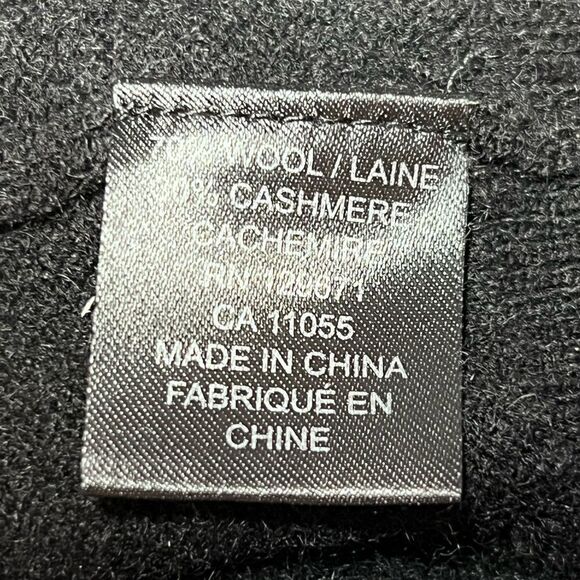 WOOL / LAINE
CASHMERE
CACHEMIRE
RN
CA 11055
MADE IN CHINA
FABRIQUÉ EN
CHINE